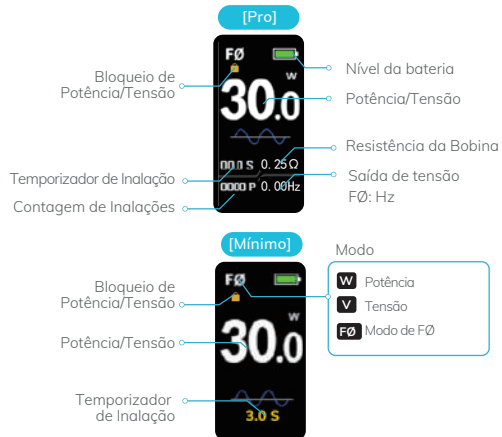 [Pro]
FØ
Bloqueio de
Potência/Tensão
Nível da bateria
W
30.0
Potência/Tensão
Resistência da Bobina
00.0 S 0.25Ω
Temporizador de Inalação
Saída de tensão
FØ: Hz
0000 P 0.00Hz
Contagem de Inalações
[Mínimo]
Modo
FØ
W Potência
Bloqueio de
Potência/Tensão
V Tensão
W
FØ Modo de FØ
30.0
Potência/Tensão
Temporizador
de Inalação
3.0 S